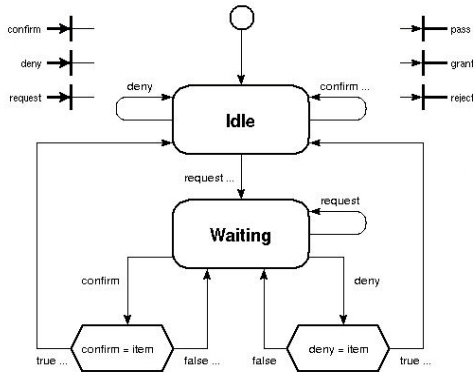 confirm
pass
deny
grant
request
reject
deny
confirm ...
Idle
request ...
request
Waiting
confirm
deny
confirm = item
deny = item
true ...
false ...
false
true ...